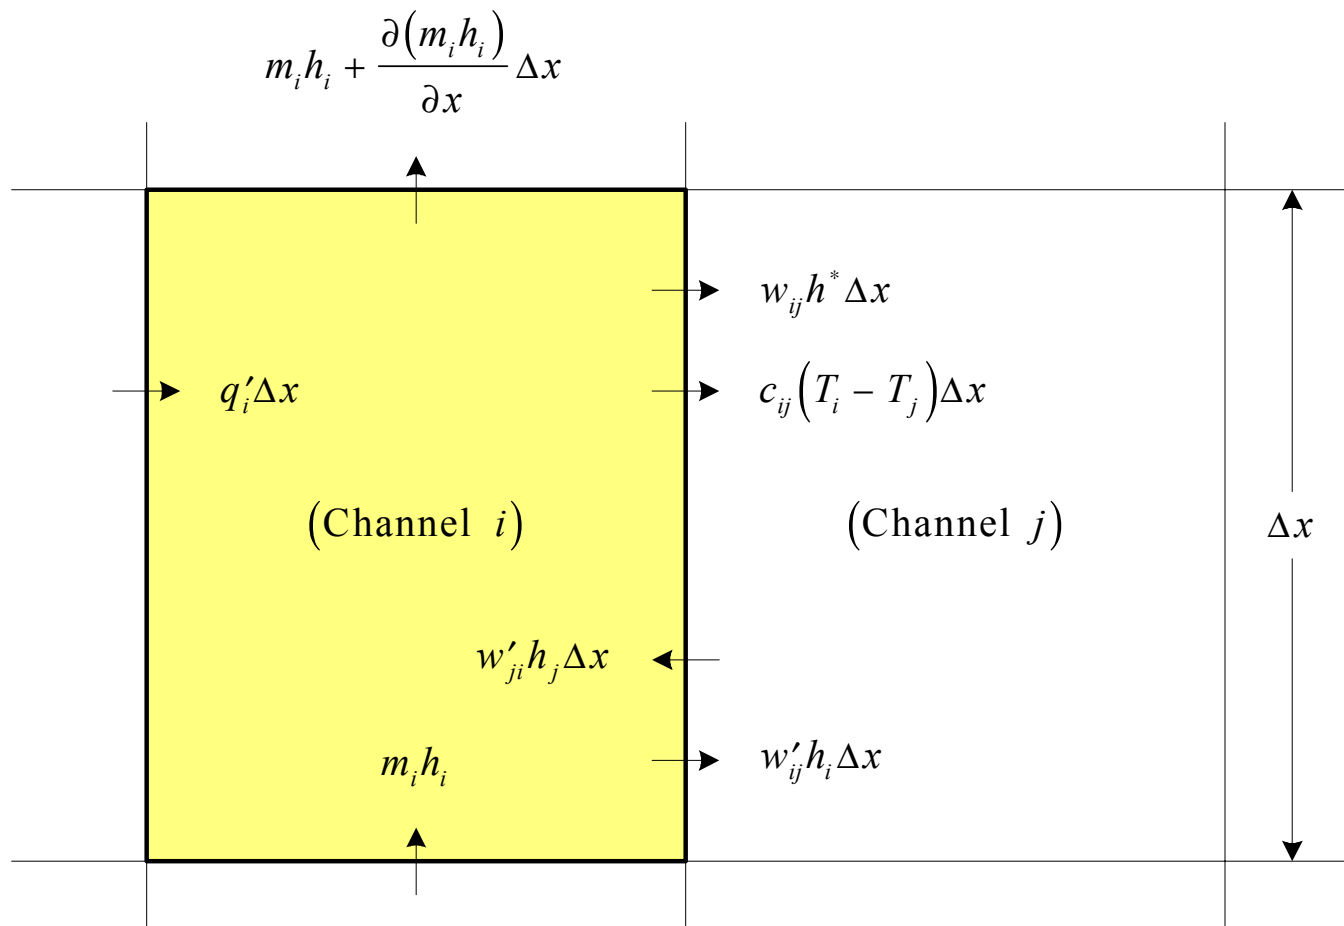 m_i h_i + ∂(m_i h_i)/∂x Δx
w_ij h* Δx
q′_i Δx
c_ij (T_i − T_j) Δx
(Channel i)
(Channel j)
Δx
w′_ji h_j Δx
m_i h_i
w′_ij h_i Δx